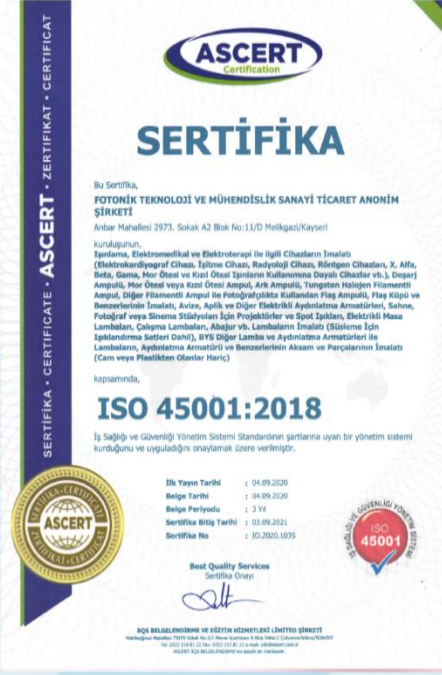 ASCERT
Certification
SERTİFİKA • CERTIFICATE • ASCERT • ZERTIFIKAT • CERTIFICAT
SERTİFİKA
Bu Sertifika,
FOTONİK TEKNOLOJİ VE MÜHENDİSLİK SANAYİ TİCARET ANONİM
ŞİRKETİ
Anbar Mahallesi 2973. Sokak A2 Blok No:11/D Melikgazi/Kayseri
kuruluşunun,
Işınlama, Elektromedikal ve Elektroterapi ile ilgili Cihazların İmalatı
(Elektrokardiyograf Cihazı, İşitme Cihazı, Radyoloji Cihazı, Röntgen Cihazları, X, Alfa,
Beta, Gama, Mor Ötesi ve Kızıl Ötesi Işınların Kullanımına Dayalı Cihazlar vb.), Deşarj
Ampulü, Mor Ötesi veya Kızıl Ötesi Ampul, Ark Ampulü, Tungsten Halojen Filamentli
Ampul, Diğer Filamentli Ampul ile Fotoğrafçılıkta Kullanılan Flaş Ampulü, Flaş Küpü ve
Benzerlerinin İmalatı, Avize, Aplik ve Diğer Elektrikli Aydınlatma Armatürleri, Sahne,
Fotoğraf veya Sinema Stüdyoları İçin Projektörler ve Spot Işıkları, Elektrikli Masa
Lambaları, Çalışma Lambaları, Abajur vb. Lambaların İmalatı (Süsleme İçin
Işıklandırma Setleri Dahil), BYS Diğer Lamba ve Aydınlatma Armatürleri ile
Lambaların, Aydınlatma Armatürü ve Benzerlerinin Aksam ve Parçalarının İmalatı
(Cam veya Plastikten Olanlar Hariç)
kapsamında,
ISO 45001:2018
İş Sağlığı ve Güvenliği Yönetim Sistemi Standardının şartlarına uyan bir yönetim sistemi
kurduğunu ve uyguladığını onaylamak üzere verilmiştir.
İlk Yayın Tarihi : 04.09.2020
Belge Tarihi : 04.09.2020
Belge Periyodu : 3 Yıl
Sertifika Bitiş Tarihi : 03.09.2021
Sertifika No : IO.2020.1035
ASCERT
İŞ SAĞLIĞI VE GÜVENLİĞİ YÖNETİM SİSTEMİ
ISO
45001
Best Quality Services
Sertifika Onayı
BQS BELGELENDİRME VE EĞİTİM HİZMETLERİ LİMİTED ŞİRKETİ